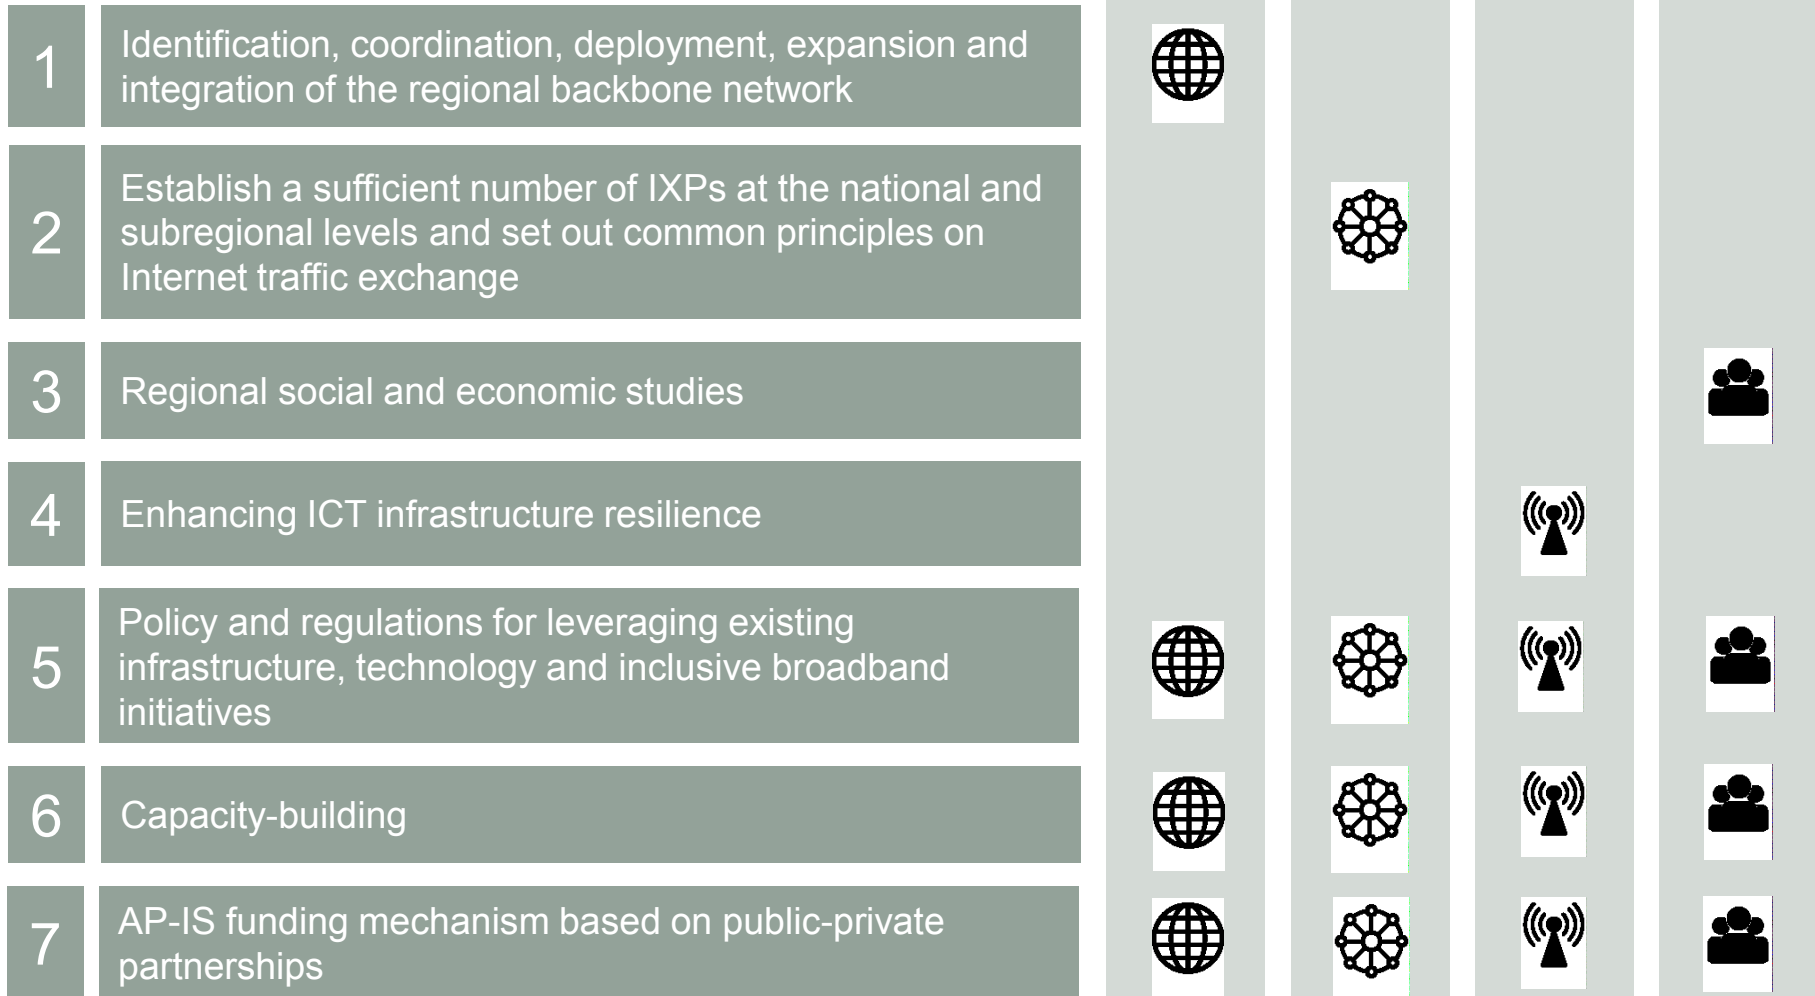 1
Identification, coordination, deployment, expansion and
integration of the regional backbone network
2
Establish a sufficient number of IXPs at the national and
subregional levels and set out common principles on
Internet traffic exchange
3
Regional social and economic studies
4
Enhancing ICT infrastructure resilience
5
Policy and regulations for leveraging existing
infrastructure, technology and inclusive broadband
initiatives
6
Capacity-building
7
AP-IS funding mechanism based on public-private
partnerships